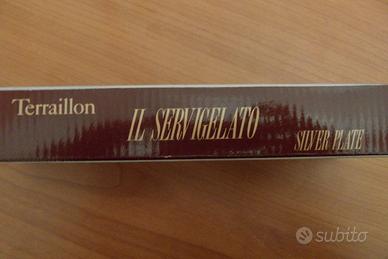 Terraillon
IL SERVIGELATO
SILVER PLATE
subito